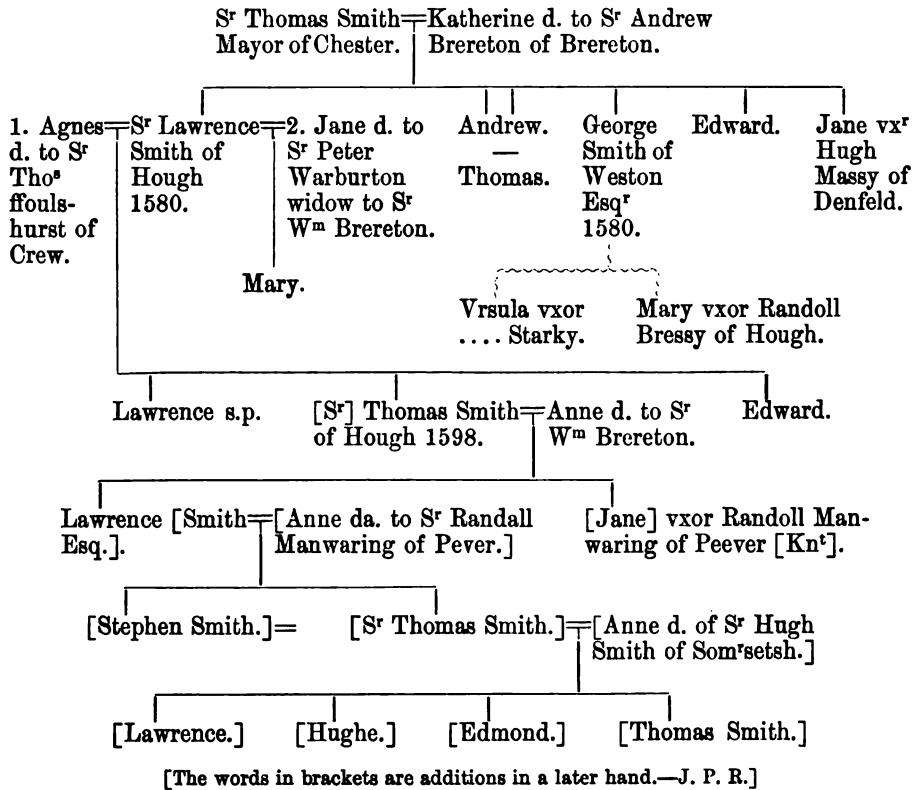 Sʳ Thomas Smith=Katherine d. to Sʳ Andrew
Mayor of Chester. Brereton of Brereton.
1. Agnes=Sʳ Lawrence=2. Jane d. to
d. to Sʳ Smith of Sʳ Peter
Thoˢ Hough Warburton
ffouls- 1580. widow to Sʳ
hurst of Wᵐ Brereton.
Crew.
Andrew.
—
Thomas.
George
Smith of
Weston
Esqʳ
1580.
Edward.
Jane vxʳ
Hugh
Massy of
Denfeld.
Mary.
Vrsula vxor
.... Starky.
Mary vxor Randoll
Bressy of Hough.
Lawrence s.p.
[Sʳ] Thomas Smith=Anne d. to Sʳ
of Hough 1598. Wᵐ Brereton.
Edward.
Lawrence [Smith=[Anne da. to Sʳ Randall
Esq.]. Manwaring of Pever.]
[Jane] vxor Randoll Man-
waring of Peever [Knᵗ].
[Stephen Smith.]=
[Sʳ Thomas Smith.]=[Anne d. of Sʳ Hugh
Smith of Somʳsetsh.]
[Lawrence.] [Hughe.] [Edmond.] [Thomas Smith.]
[The words in brackets are additions in a later hand.—J. P. R.]